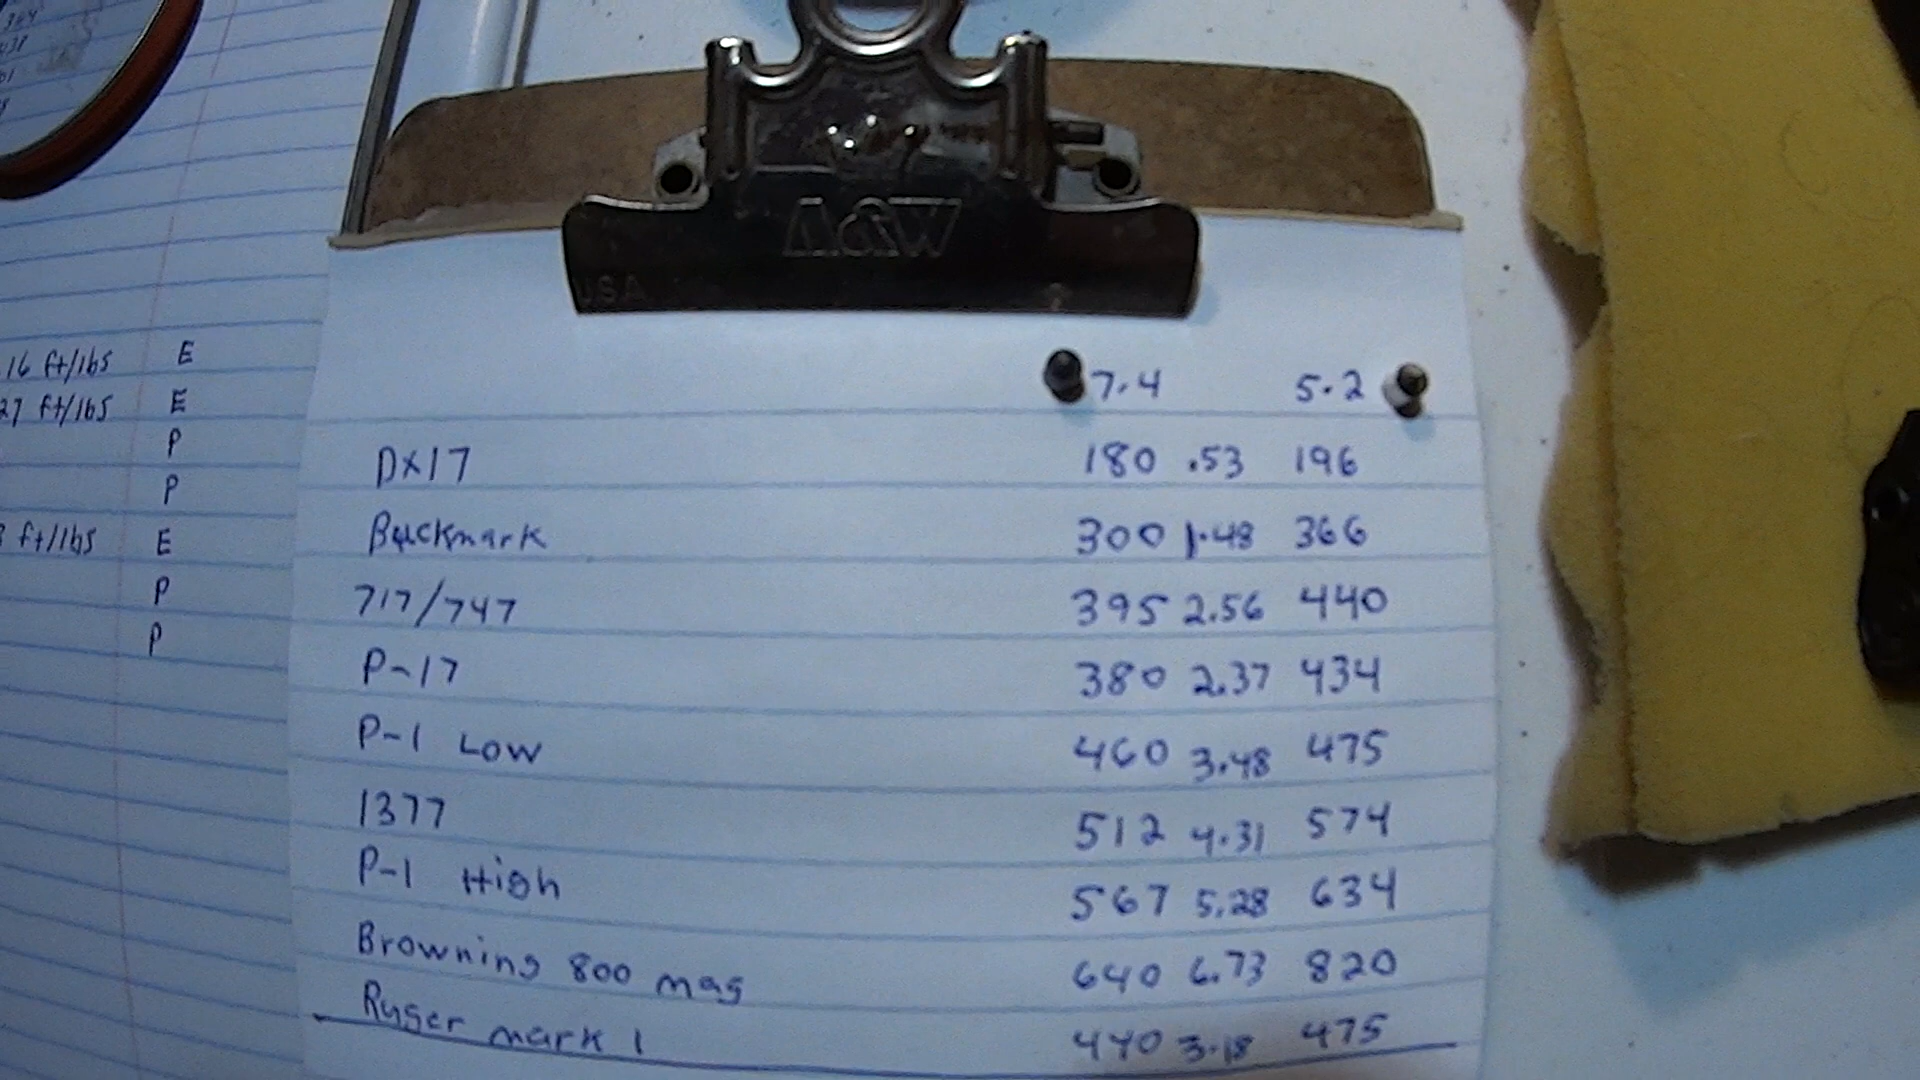 A&W
USA
16 ft/lbs E
27 ft/lbs E
P
P
ft/lbs E
P
P
7.4 5.2
DX17 180 .53 196
Buckmark 300 1.48 366
717/747 395 2.56 440
P-17 380 2.37 434
P-1 Low 460 3.48 475
1377 512 4.31 574
P-1 High 567 5.28 634
Browning 800 mag 640 6.73 820
Ruger mark 1 440 3.18 475